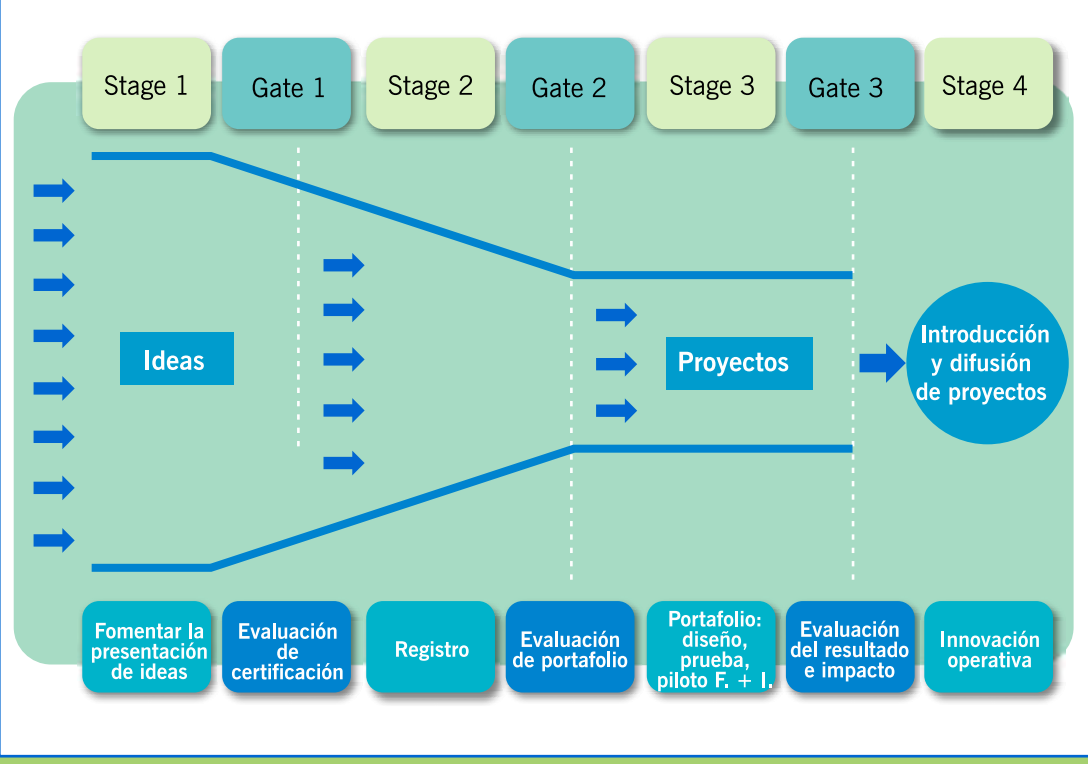 Stage 1
Gate 1
Stage 2
Gate 2
Stage 3
Gate 3
Stage 4
Ideas
Proyectos
Introducción
y difusión
de proyectos
Fomentar la
presentación
de ideas
Evaluación
de
certificación
Registro
Evaluación
de portafolio
Portafolio:
diseño,
prueba,
piloto F. + I.
Evaluación
del resultado
e impacto
Innovación
operativa